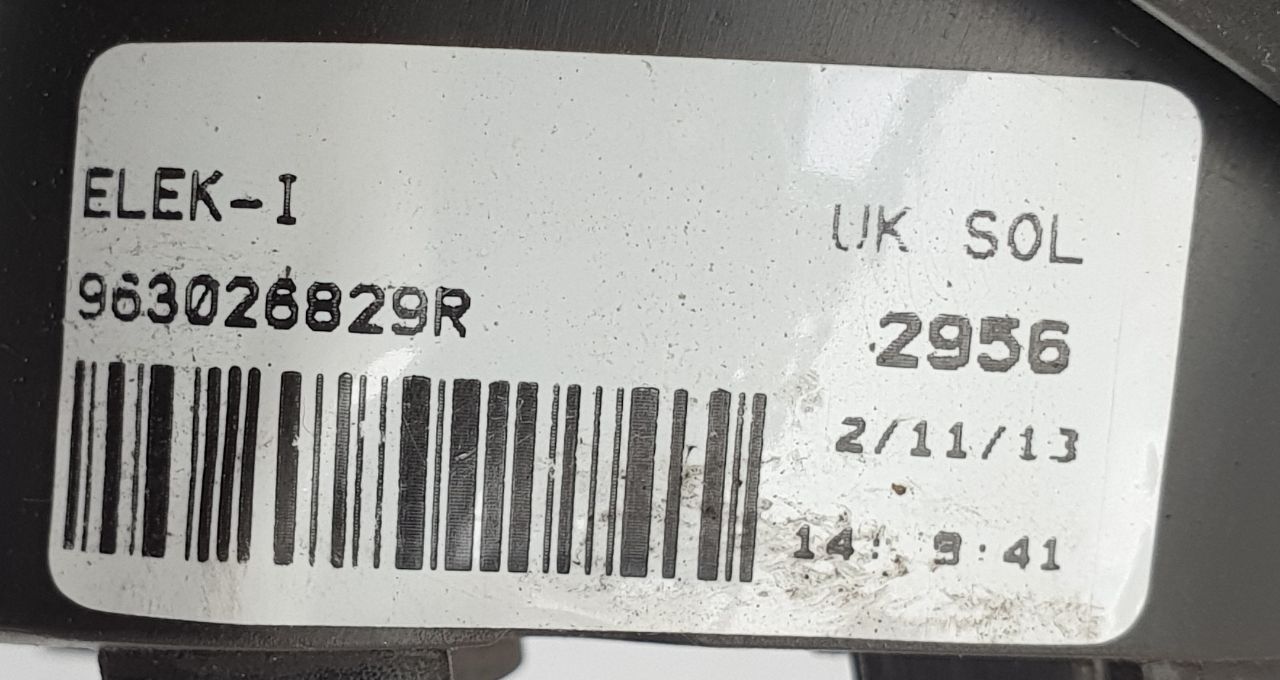 ELEK-I
963026829R
UK SOL
2956
2/11/13
14: 9:41